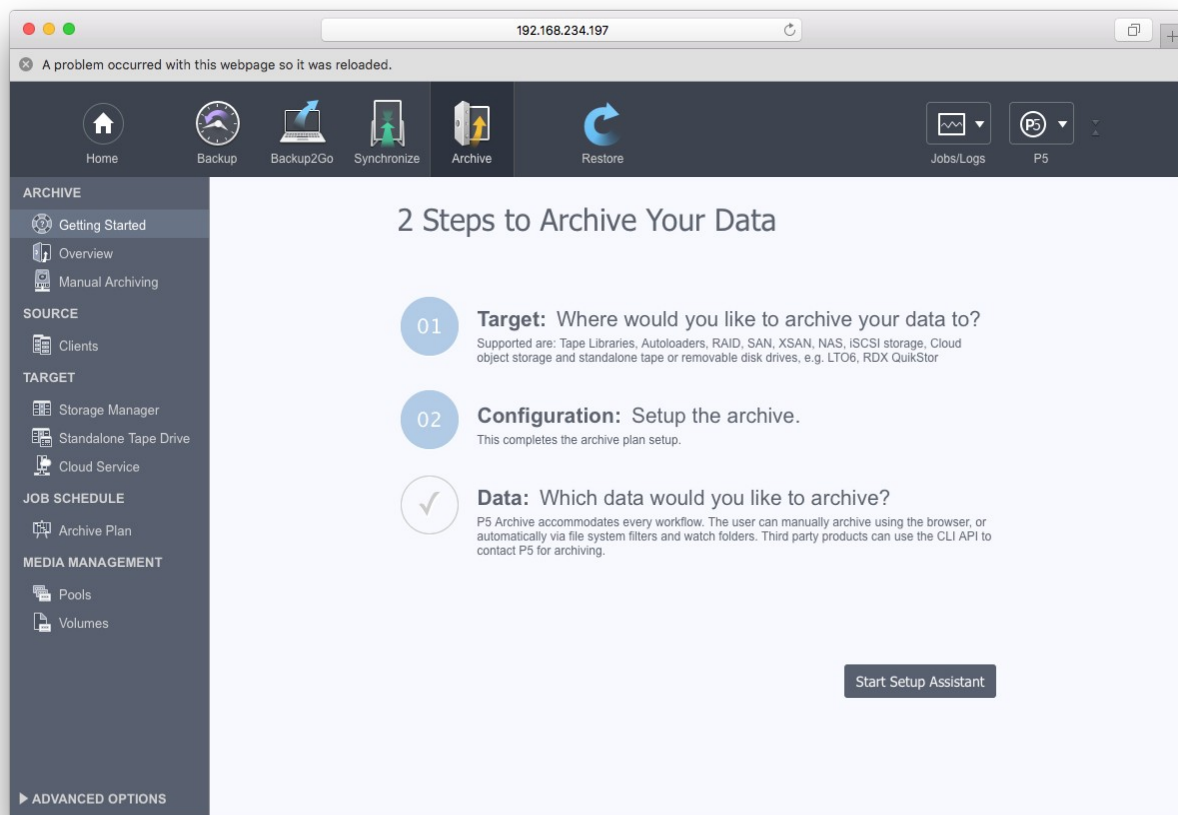 192.168.234.197
A problem occurred with this webpage so it was reloaded.
Home
Backup
Backup2Go
Synchronize
Archive
Restore
Jobs/Logs
P5
P5
ARCHIVE
Getting Started
Overview
Manual Archiving
SOURCE
Clients
TARGET
Storage Manager
Standalone Tape Drive
Cloud Service
JOB SCHEDULE
Archive Plan
MEDIA MANAGEMENT
Pools
Volumes
ADVANCED OPTIONS
2 Steps to Archive Your Data
01
Target: Where would you like to archive your data to?
Supported are: Tape Libraries, Autoloaders, RAID, SAN, XSAN, NAS, iSCSI storage, Cloud
object storage and standalone tape or removable disk drives, e.g. LTO6, RDX QuikStor
02
Configuration: Setup the archive.
This completes the archive plan setup.
Data: Which data would you like to archive?
P5 Archive accommodates every workflow. The user can manually archive using the browser, or
automatically via file system filters and watch folders. Third party products can use the CLI API to
contact P5 for archiving.
Start Setup Assistant